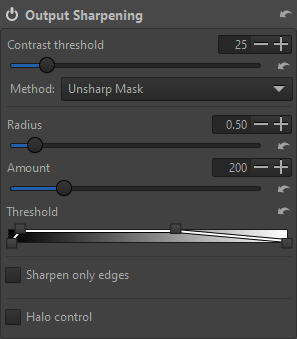 Output Sharpening
Contrast threshold 25
Method: Unsharp Mask
Radius 0.50
Amount 200
Threshold
Sharpen only edges
Halo control